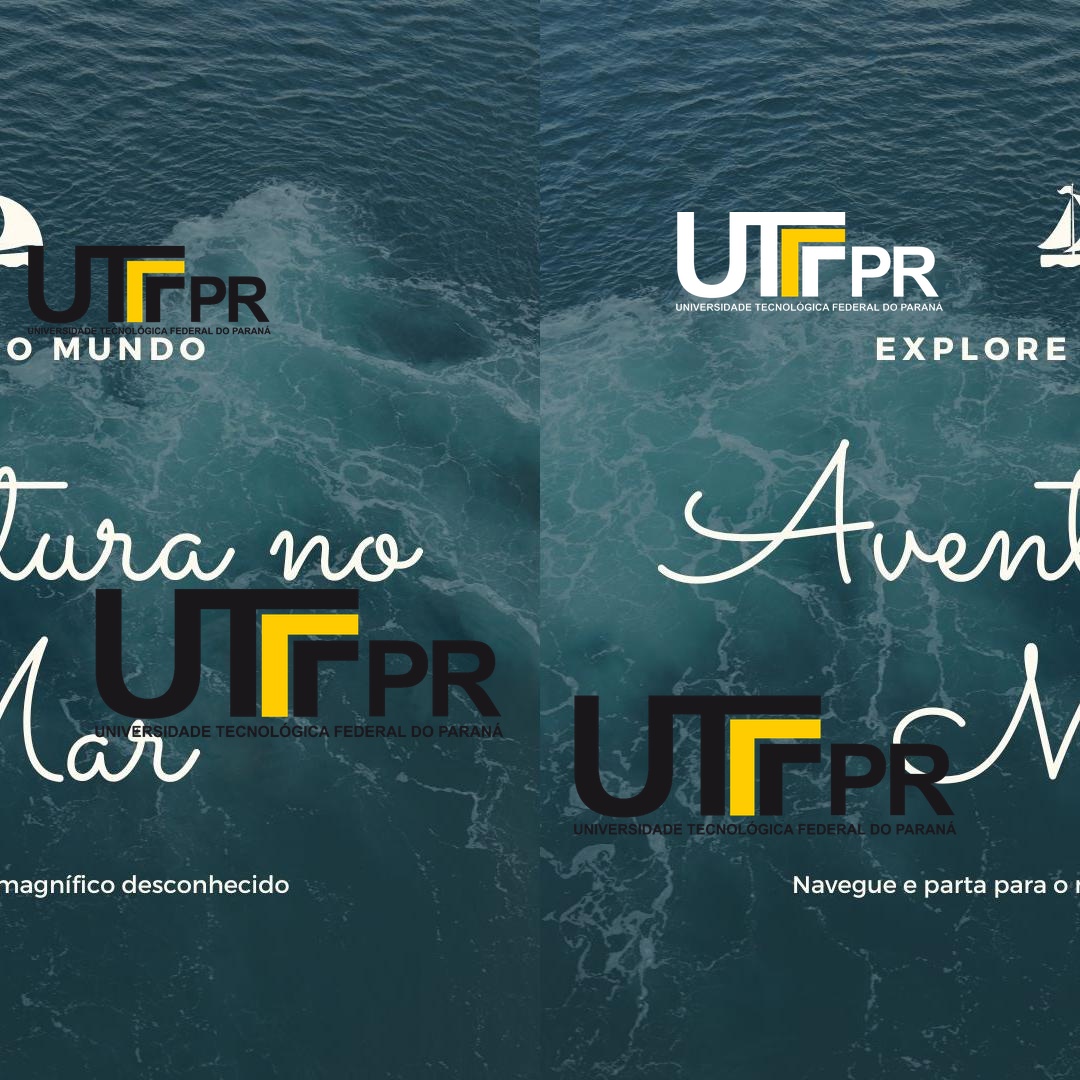 UTFPR
UNIVERSIDADE TECNOLÓGICA FEDERAL DO PARANÁ
O MUNDO
tura no
UTFPR
UNIVERSIDADE TECNOLÓGICA FEDERAL DO PARANÁ
Mar
magnífico desconhecido
UTFPR
UNIVERSIDADE TECNOLÓGICA FEDERAL DO PARANÁ
EXPLORE
Avent
M
UTFPR
UNIVERSIDADE TECNOLÓGICA FEDERAL DO PARANÁ
Navegue e parta para o